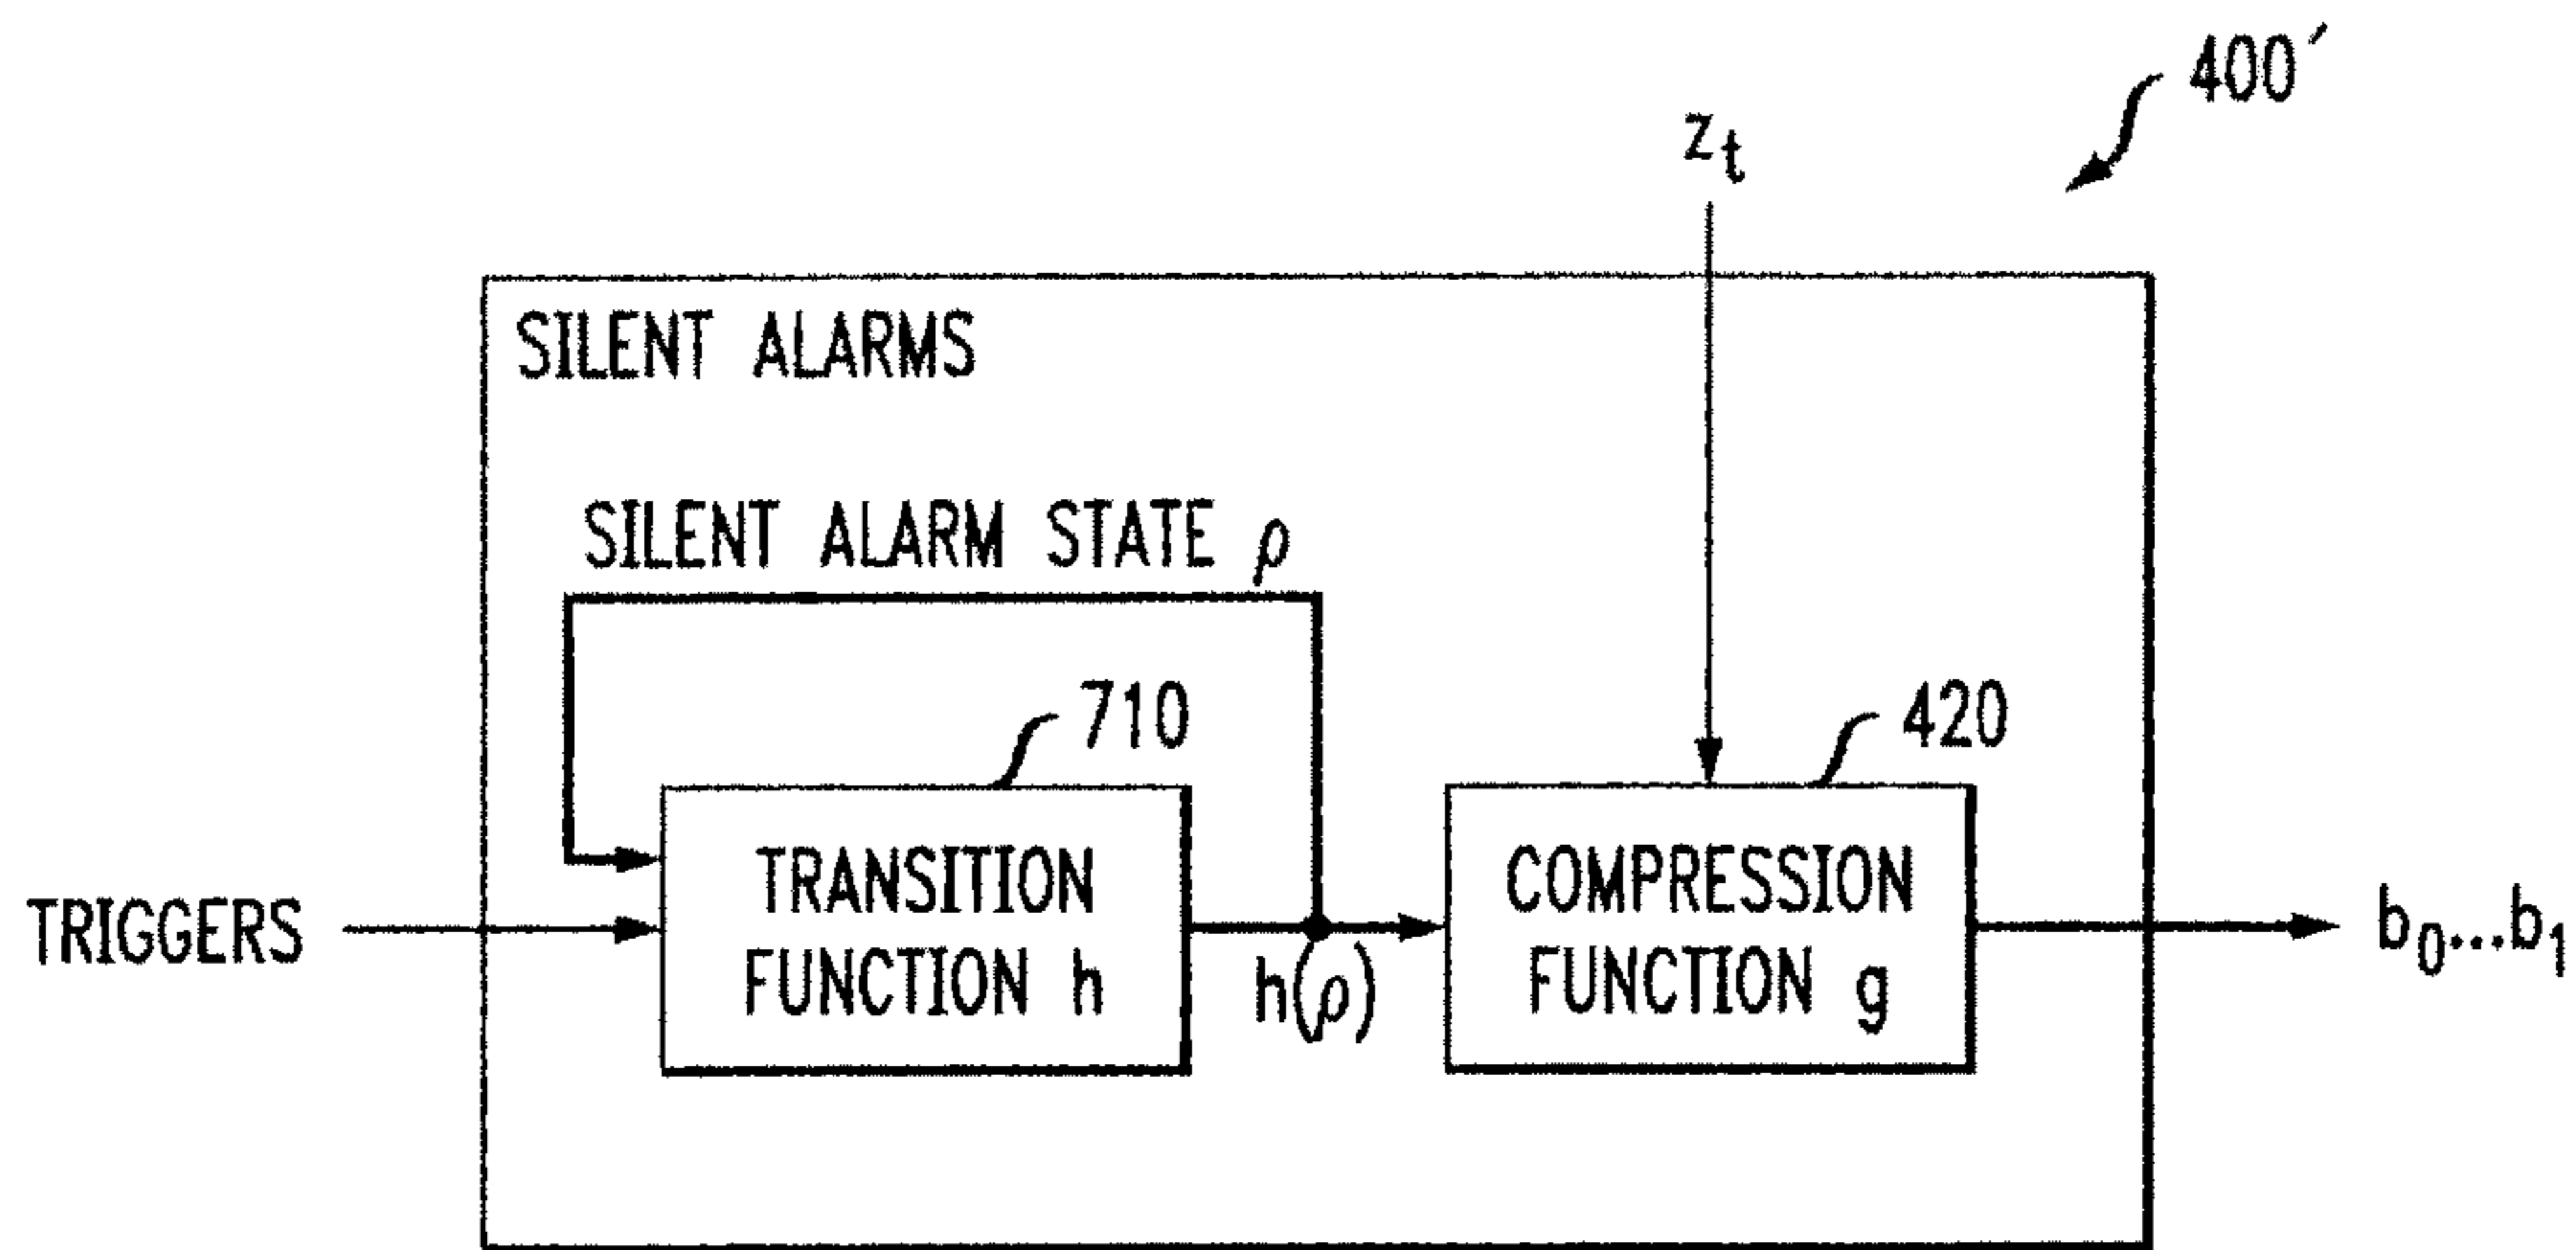 400′
z_t
SILENT ALARMS
SILENT ALARM STATE ρ
710
420
TRANSITION
FUNCTION h
COMPRESSION
FUNCTION g
TRIGGERS
h(ρ)
b_0...b_1